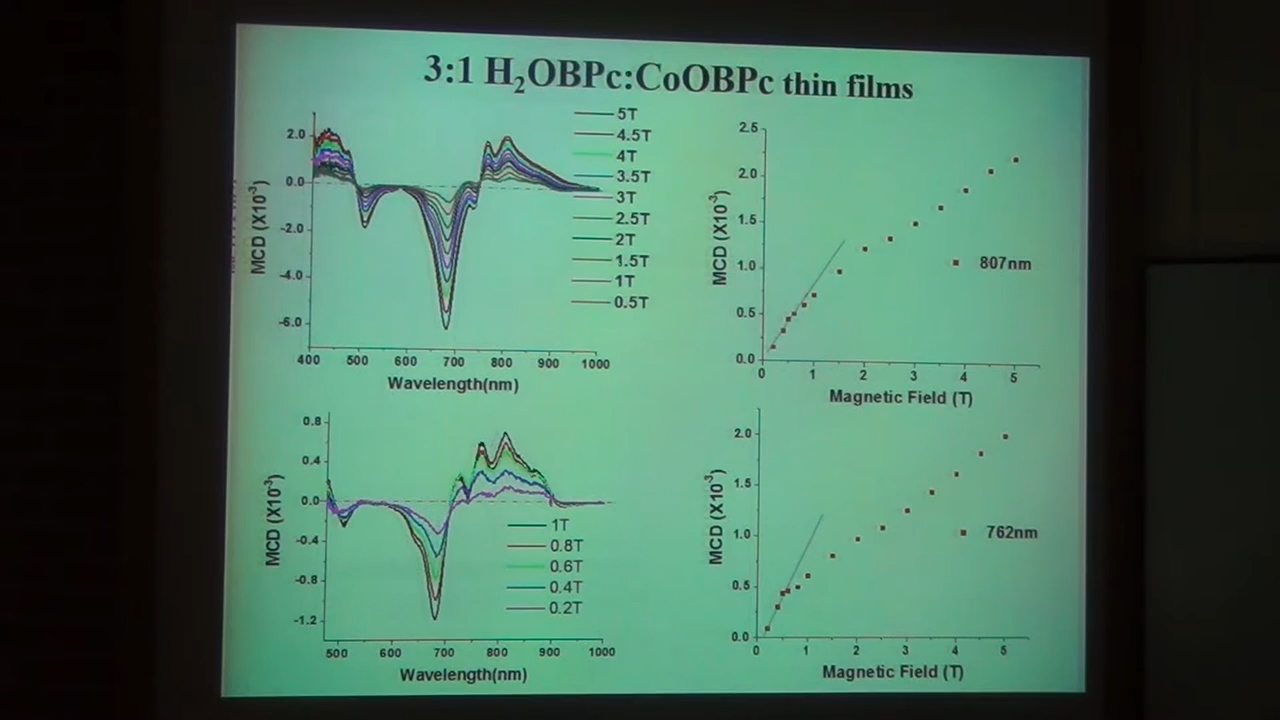 3:1 H₂OBPc:CoOBPc thin films
5T
4.5T
4T
3.5T
3T
2.5T
2T
1.5T
1T
0.5T
2.0
0.0
-2.0
-4.0
-6.0
MCD (X10⁻³)
400 500 600 700 800 900 1000
Wavelength(nm)
2.5
2.0
1.5
1.0
0.5
0.0
MCD (X10⁻³)
807nm
0 1 2 3 4 5
Magnetic Field (T)
0.8
0.4
0.0
-0.4
-0.8
-1.2
MCD (X10⁻³)
1T
0.8T
0.6T
0.4T
0.2T
500 600 700 800 900 1000
Wavelength(nm)
2.0
1.5
1.0
0.5
0.0
MCD (X10⁻³)
762nm
0 1 2 3 4 5
Magnetic Field (T)